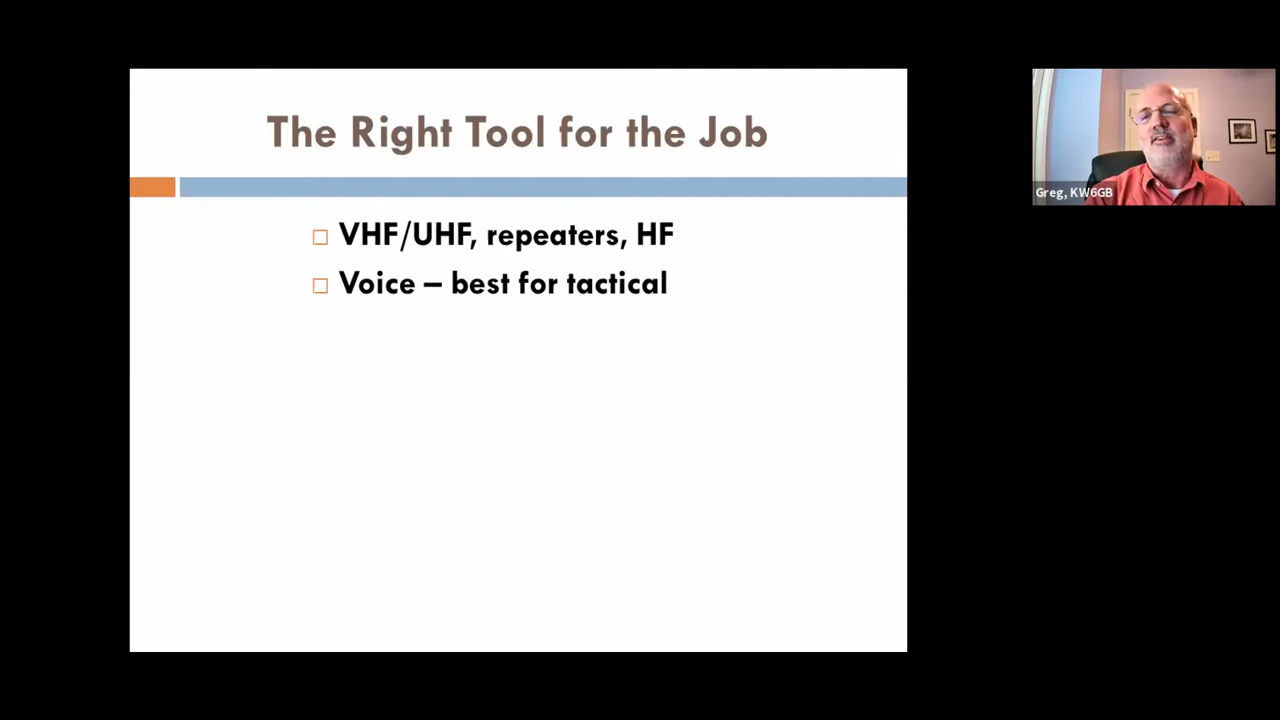 The Right Tool for the Job
VHF/UHF, repeaters, HF
Voice – best for tactical
Greg, KW6GB